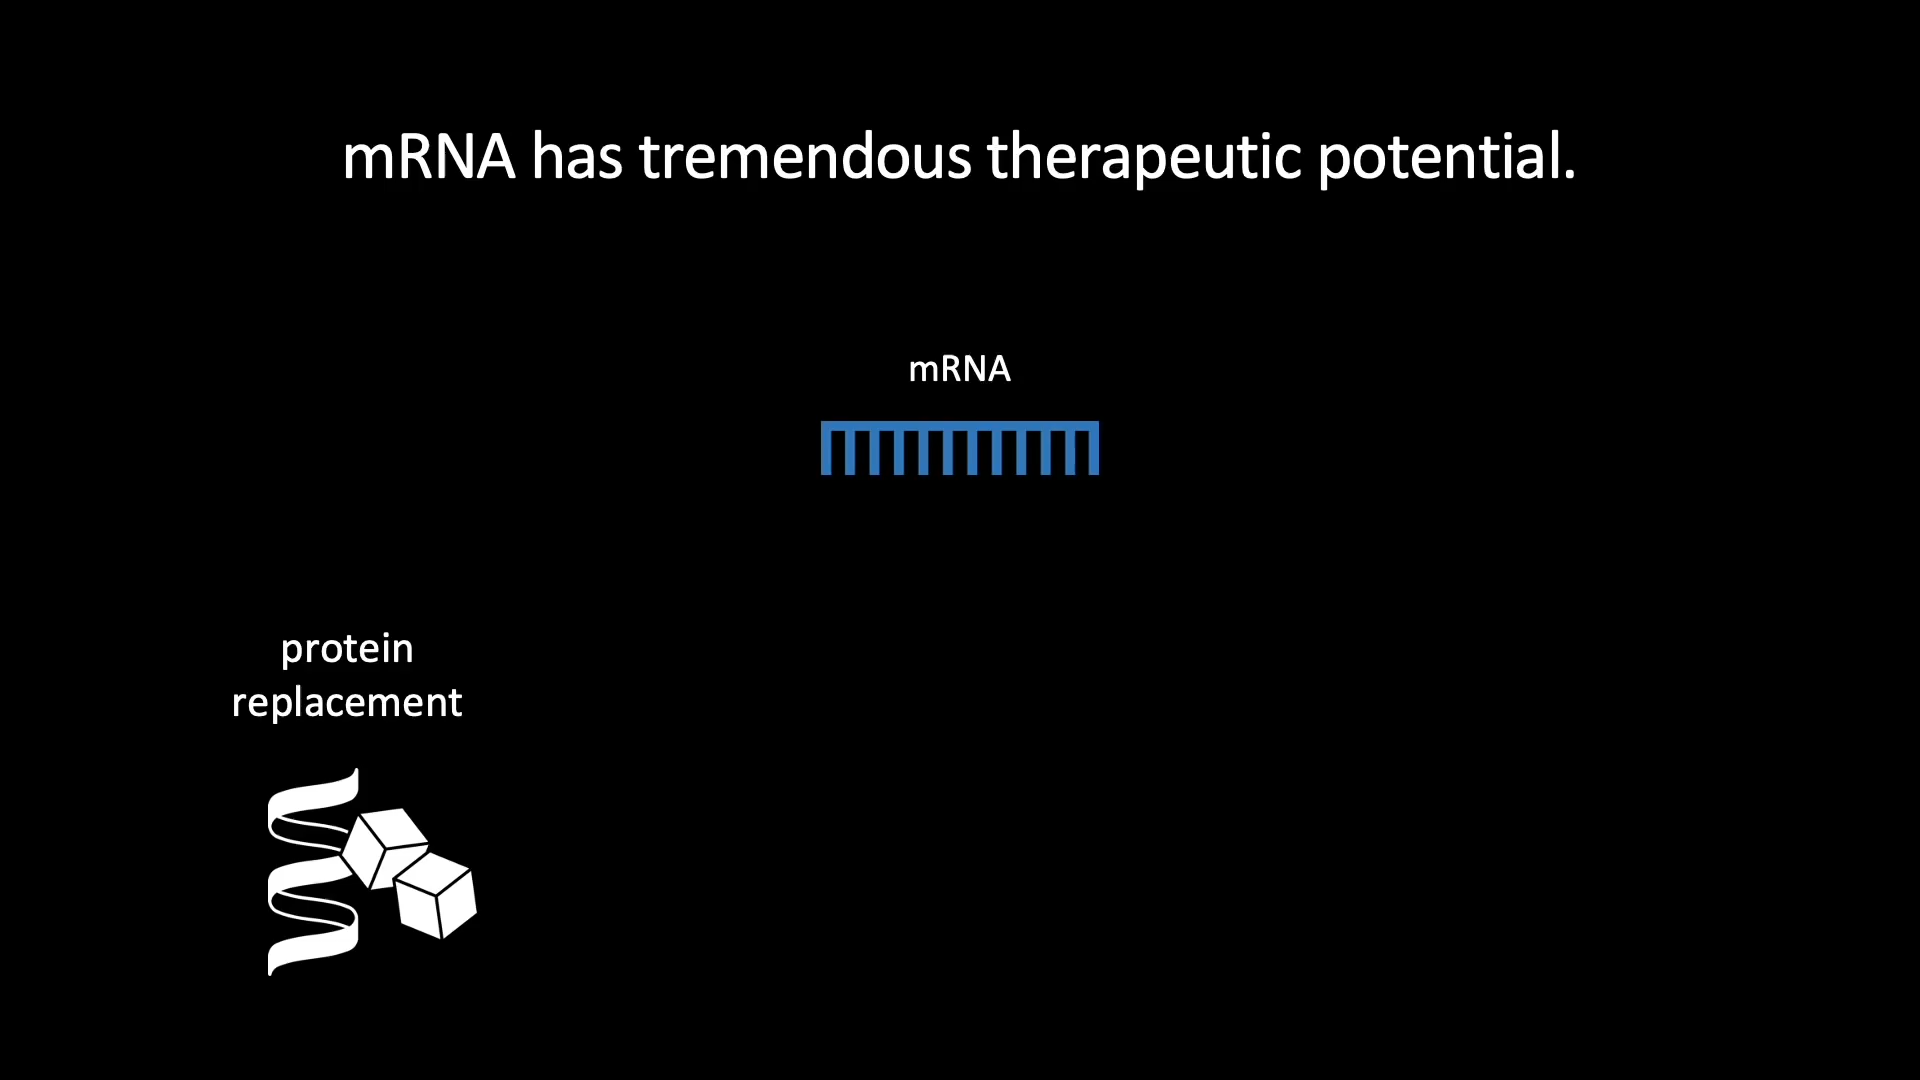 mRNA has tremendous therapeutic potential.
mRNA
protein
replacement